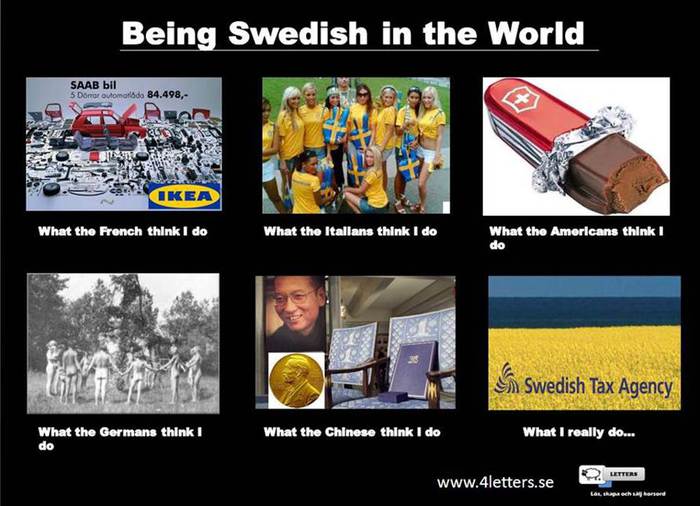 Being Swedish in the World
SAAB bil
5 Dörrar automatlåda 84.498,-
IKEA
What the French think I do
What the Italians think I do
What the Americans think I
do
What the Germans think I
do
What the Chinese think I do
Swedish Tax Agency
What I really do...
www.4letters.se
LETTERS
Lös, skapa och sälj korsord